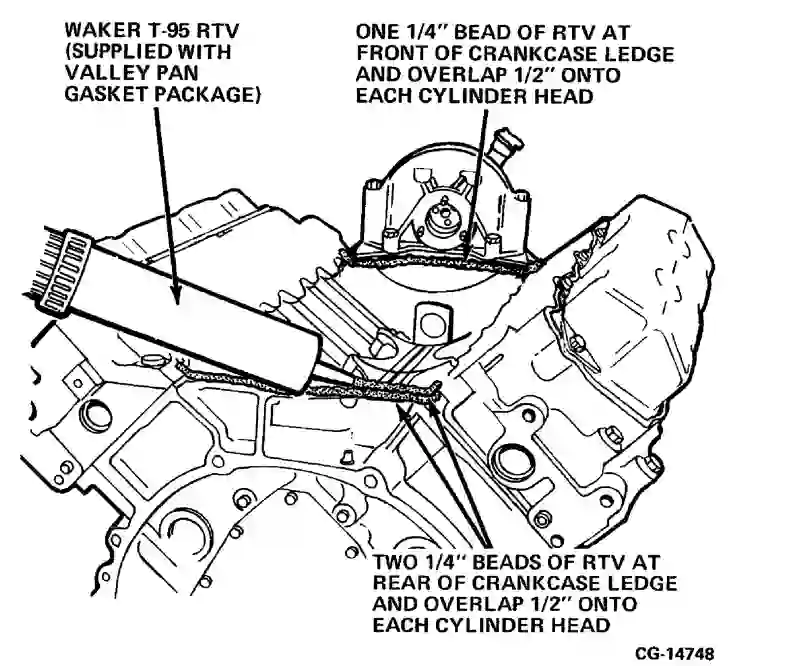 WAKER T-95 RTV
(SUPPLIED WITH
VALLEY PAN
GASKET PACKAGE)
ONE 1/4" BEAD OF RTV AT
FRONT OF CRANKCASE LEDGE
AND OVERLAP 1/2" ONTO
EACH CYLINDER HEAD
TWO 1/4" BEADS OF RTV AT
REAR OF CRANKCASE LEDGE
AND OVERLAP 1/2" ONTO
EACH CYLINDER HEAD
CG-14748